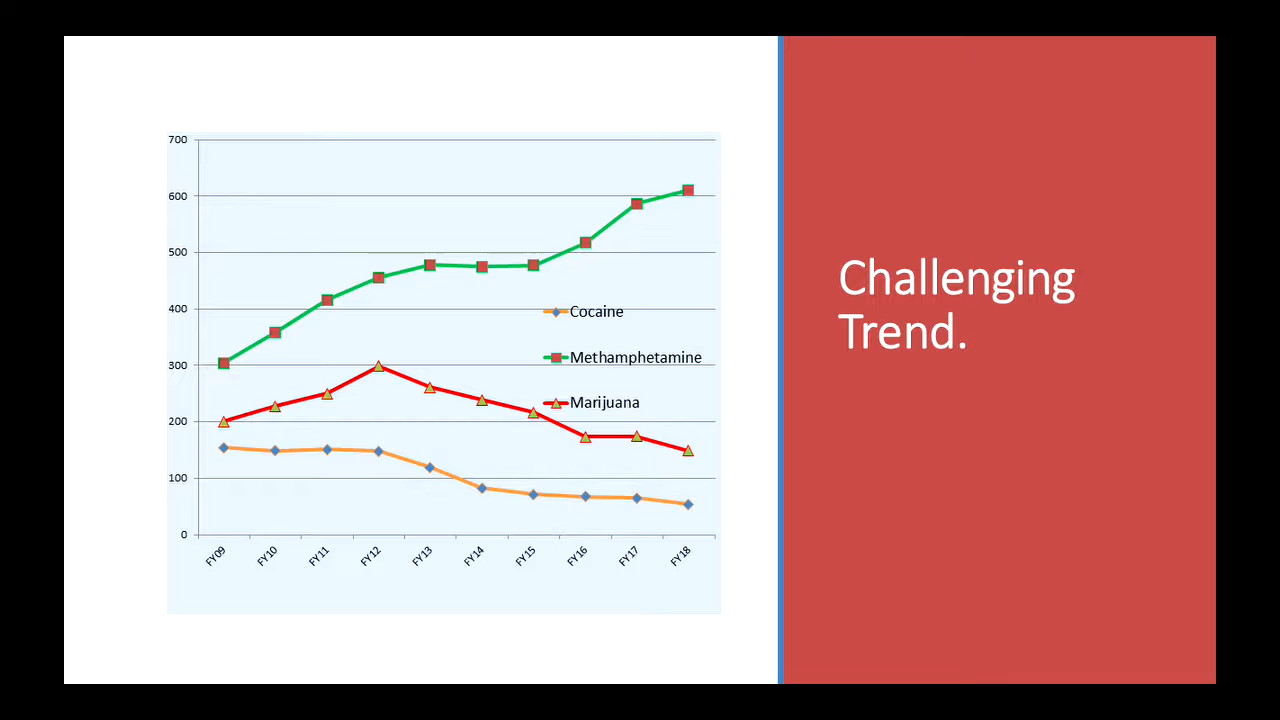 700
600
500
400
300
200
100
0
FY09
FY10
FY11
FY12
FY13
FY14
FY15
FY16
FY17
FY18
Cocaine
Methamphetamine
Marijuana
Challenging
Trend.